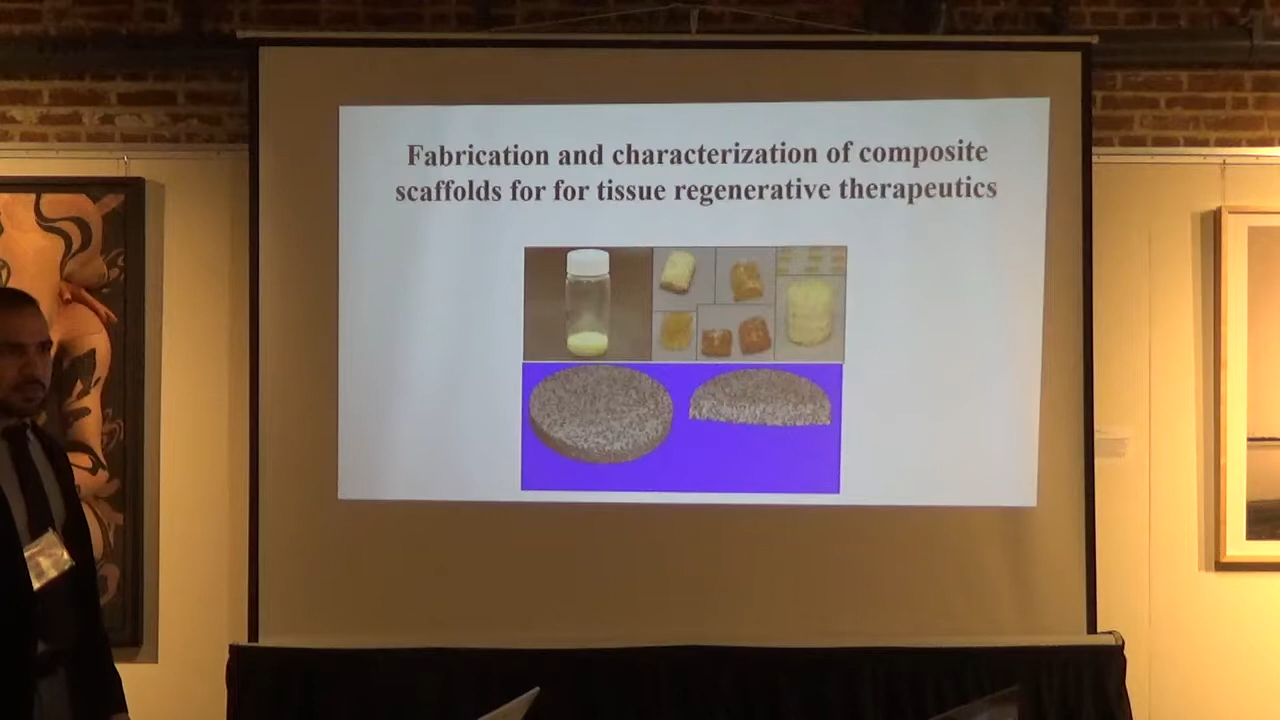 Fabrication and characterization of composite
scaffolds for for tissue regenerative therapeutics